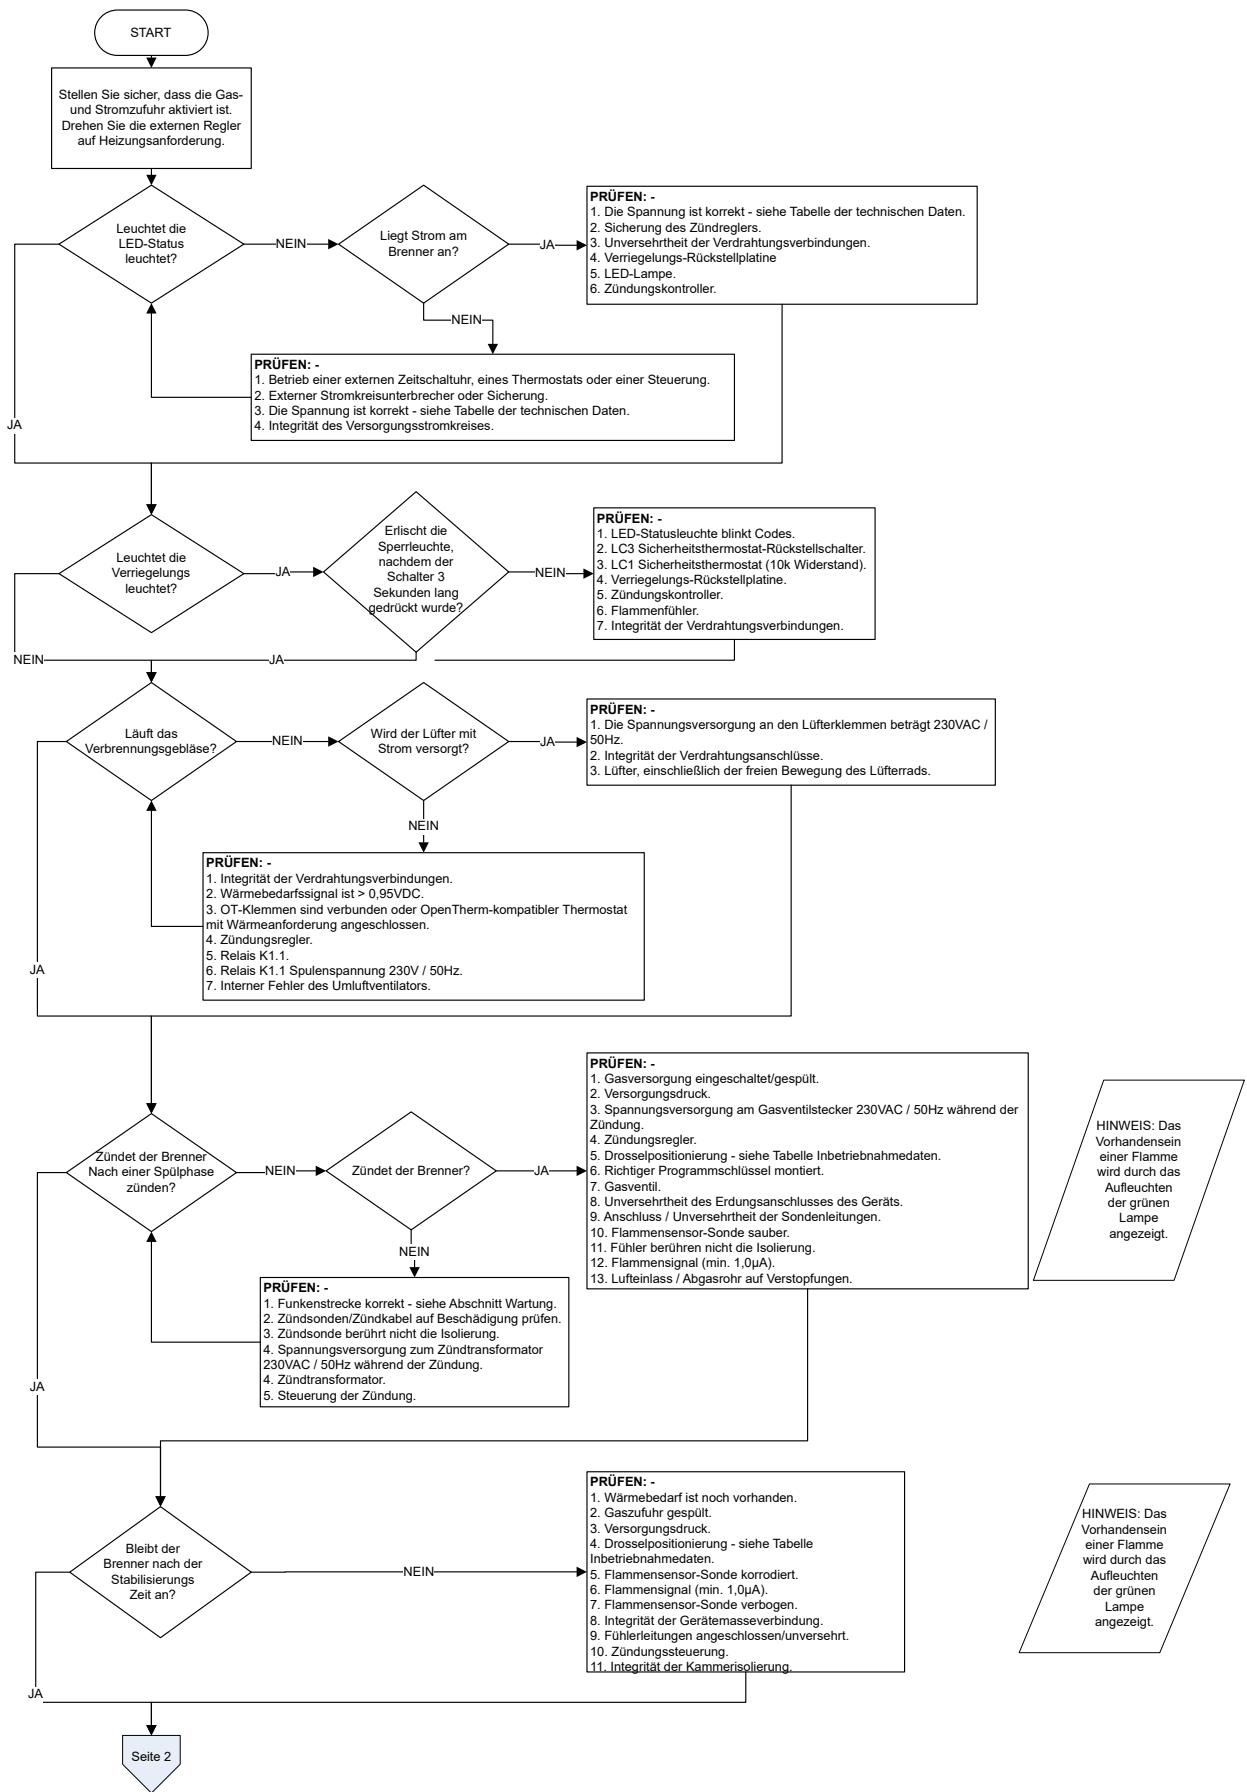 START
Stellen Sie sicher, dass die Gas-
und Stromzufuhr aktiviert ist.
Drehen Sie die externen Regler
auf Heizungsanforderung.
Leuchtet die
LED-Status
leuchtet?
NEIN
Liegt Strom am
Brenner an?
JA
PRÜFEN: -
1. Die Spannung ist korrekt - siehe Tabelle der technischen Daten.
2. Sicherung des Zündreglers.
3. Unversehrtheit der Verdrahtungsverbindungen.
4. Verriegelungs-Rückstellplatine
5. LED-Lampe.
6. Zündungskontroller.
NEIN
PRÜFEN: -
1. Betrieb einer externen Zeitschaltuhr, eines Thermostats oder einer Steuerung.
2. Externer Stromkreisunterbrecher oder Sicherung.
3. Die Spannung ist korrekt - siehe Tabelle der technischen Daten.
4. Integrität des Versorgungsstromkreises.
JA
Leuchtet die
Verriegelungs
leuchtet?
JA
Erlischt die
Sperrleuchte,
nachdem der
Schalter 3
Sekunden lang
gedrückt wurde?
NEIN
PRÜFEN: -
1. LED-Statusleuchte blinkt Codes.
2. LC3 Sicherheitsthermostat-Rückstellschalter.
3. LC1 Sicherheitsthermostat (10k Widerstand).
4. Verriegelungs-Rückstellplatine.
5. Zündungskontroller.
6. Flammenfühler.
7. Integrität der Verdrahtungsverbindungen.
NEIN
JA
Läuft das
Verbrennungsgebläse?
NEIN
Wird der Lüfter mit
Strom versorgt?
JA
PRÜFEN: -
1. Die Spannungsversorgung an den Lüfterklemmen beträgt 230VAC /
50Hz.
2. Integrität der Verdrahtungsanschlüsse.
3. Lüfter, einschließlich der freien Bewegung des Lüfterrads.
NEIN
PRÜFEN: -
1. Integrität der Verdrahtungsverbindungen.
2. Wärmebedarfssignal ist > 0,95VDC.
3. OT-Klemmen sind verbunden oder OpenTherm-kompatibler Thermostat
mit Wärmeanforderung angeschlossen.
4. Zündungsregler.
5. Relais K1.1.
6. Relais K1.1 Spulenspannung 230V / 50Hz.
7. Interner Fehler des Umluftventilators.
JA
Zündet der Brenner
Nach einer Spülphase
zünden?
NEIN
Zündet der Brenner?
JA
PRÜFEN: -
1. Gasversorgung eingeschaltet/gespült.
2. Versorgungsdruck.
3. Spannungsversorgung am Gasventilstecker 230VAC / 50Hz während der
Zündung.
4. Zündungsregler.
5. Drosselpositionierung - siehe Tabelle Inbetriebnahmedaten.
6. Richtiger Programmschlüssel montiert.
7. Gasventil.
8. Unversehrtheit des Erdungsanschlusses des Geräts.
9. Anschluss / Unversehrtheit der Sondenleitungen.
10. Flammensensor-Sonde sauber.
11. Fühler berühren nicht die Isolierung.
12. Flammensignal (min. 1,0µA).
13. Lufteinlass / Abgasrohr auf Verstopfungen.
HINWEIS: Das
Vorhandensein
einer Flamme
wird durch das
Aufleuchten
der grünen
Lampe
angezeigt.
NEIN
PRÜFEN: -
1. Funkenstrecke korrekt - siehe Abschnitt Wartung.
2. Zündsonden/Zündkabel auf Beschädigung prüfen.
3. Zündsonde berührt nicht die Isolierung.
4. Spannungsversorgung zum Zündtransformator
230VAC / 50Hz während der Zündung.
4. Zündtransformator.
5. Steuerung der Zündung.
JA
Bleibt der
Brenner nach der
Stabilisierungs
Zeit an?
NEIN
PRÜFEN: -
1. Wärmebedarf ist noch vorhanden.
2. Gaszufuhr gespült.
3. Versorgungsdruck.
4. Drosselpositionierung - siehe Tabelle
Inbetriebnahmedaten.
5. Flammensensor-Sonde korrodiert.
6. Flammensignal (min. 1,0µA).
7. Flammensensor-Sonde verbogen.
8. Integrität der Gerätemasseverbindung.
9. Fühlerleitungen angeschlossen/unversehrt.
10. Zündungssteuerung.
11. Integrität der Kammerisolierung.
HINWEIS: Das
Vorhandensein
einer Flamme
wird durch das
Aufleuchten
der grünen
Lampe
angezeigt.
JA
Seite 2